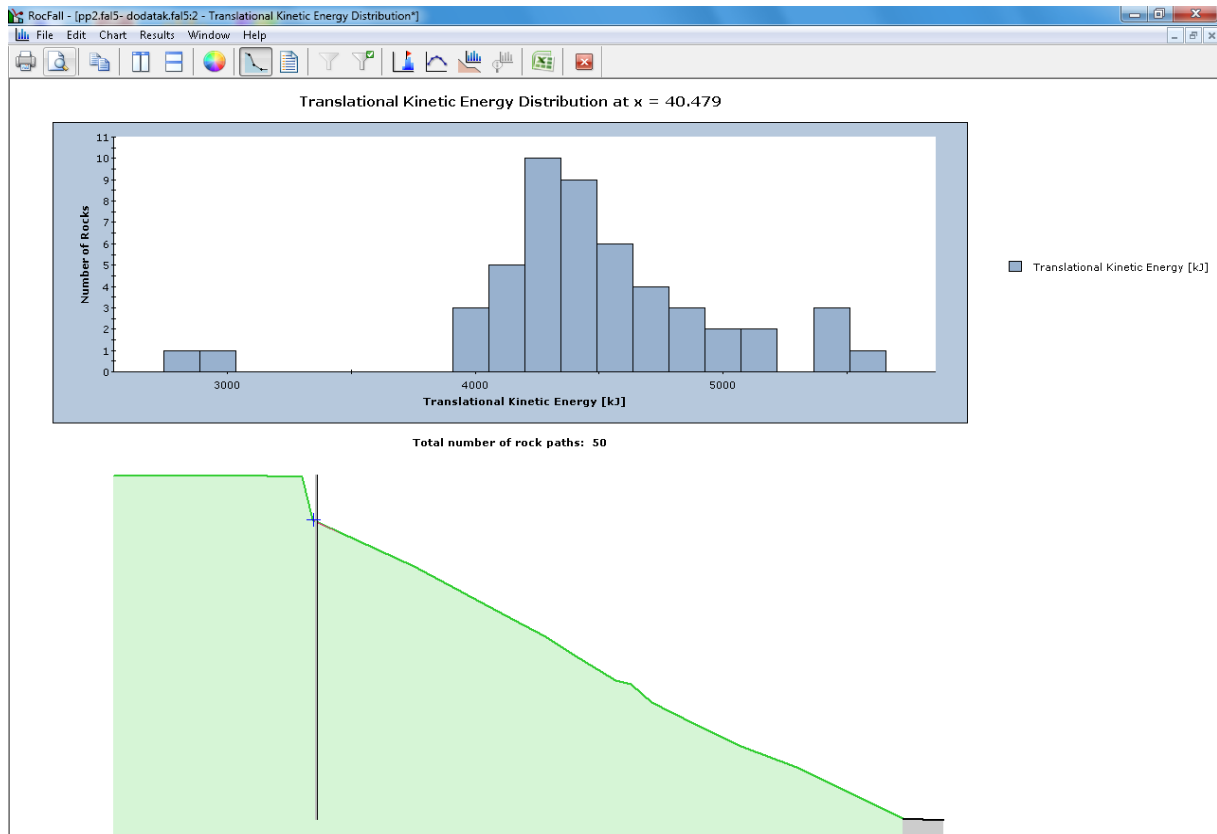 RocFall - [pp2.fal5- dodatak.fal5:2 - Translational Kinetic Energy Distribution*]
File Edit Chart Results Window Help
Translational Kinetic Energy Distribution at x = 40.479
11
10
9
8
7
6
5
4
3
2
1
0
Number of Rocks
3000 4000 5000
Translational Kinetic Energy [kJ]
Translational Kinetic Energy [kJ]
Total number of rock paths: 50